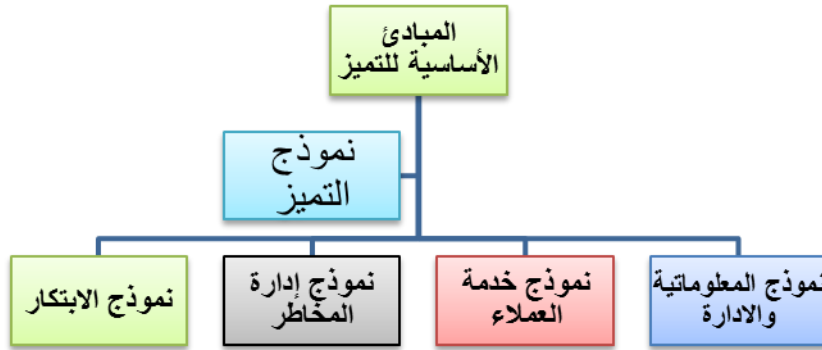 المبادئ
الأساسية للتميز
نموذج
التميز
نموذج المعلوماتية
والادارة
نموذج خدمة
العملاء
نموذج إدارة
المخاطر
نموذج الابتكار